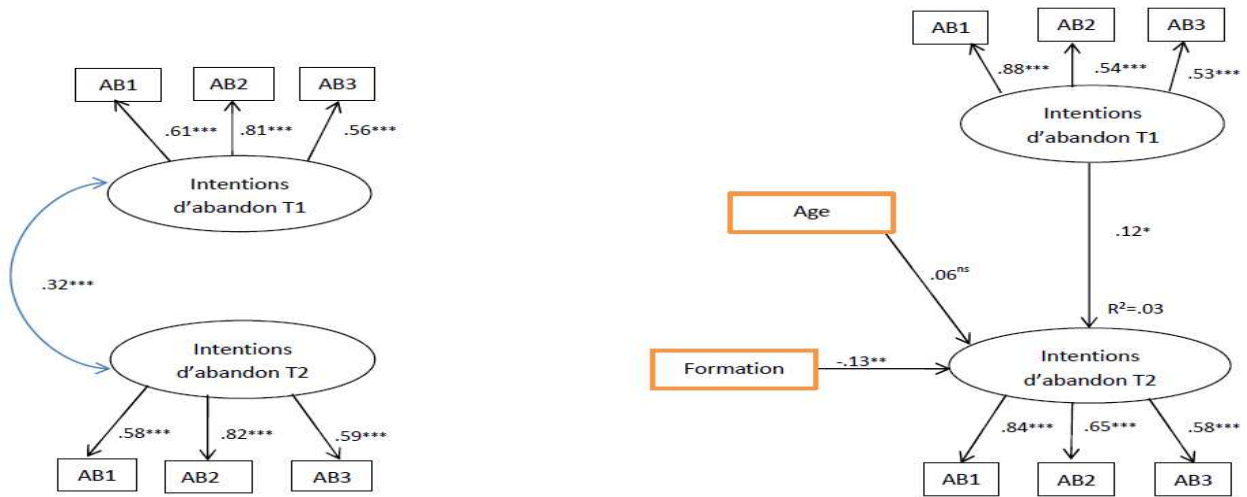 AB1 AB2 AB3
.61*** .81*** .56***
Intentions
d'abandon T1
.32***
Intentions
d'abandon T2
.58*** .82*** .59***
AB1 AB2 AB3
AB1 AB2 AB3
.88*** .54*** .53***
Intentions
d'abandon T1
Age
.12*
.06ns
R²=.03
Formation
-.13**
Intentions
d'abandon T2
.84*** .65*** .58***
AB1 AB2 AB3